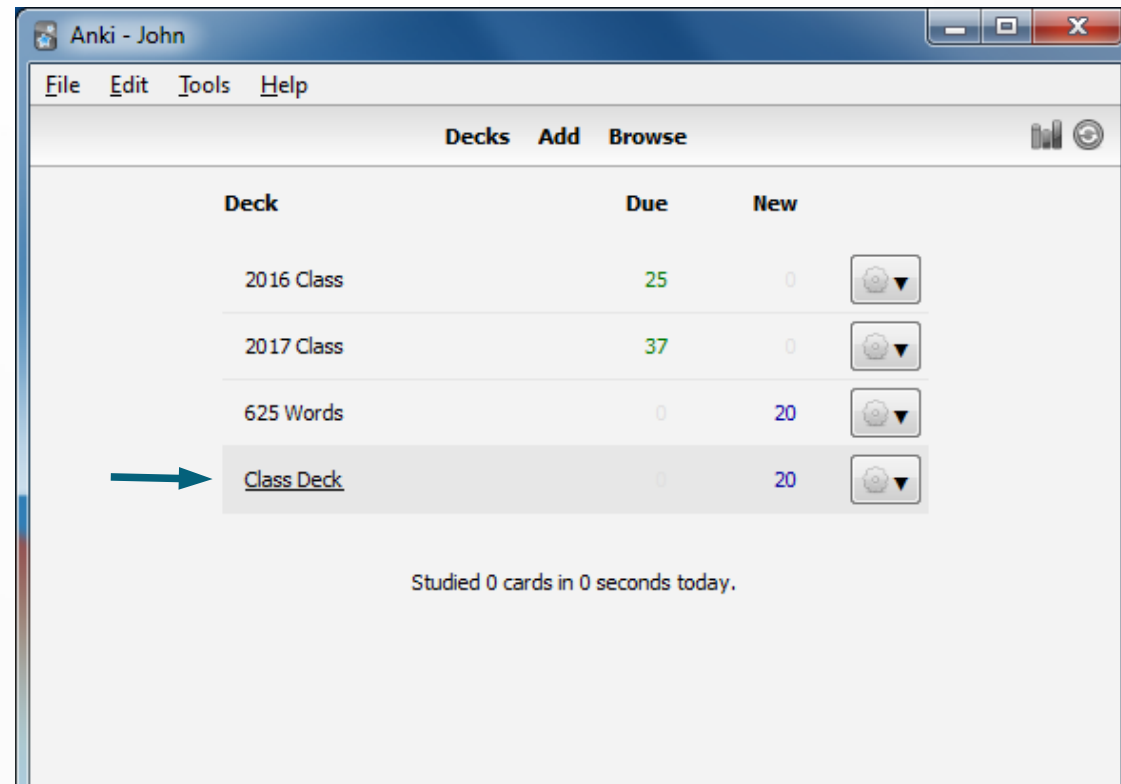 Anki - John
File Edit Tools Help
Decks Add Browse
Deck Due New
2016 Class 25 0
2017 Class 37 0
625 Words 0 20
Class Deck 0 20
Studied 0 cards in 0 seconds today.